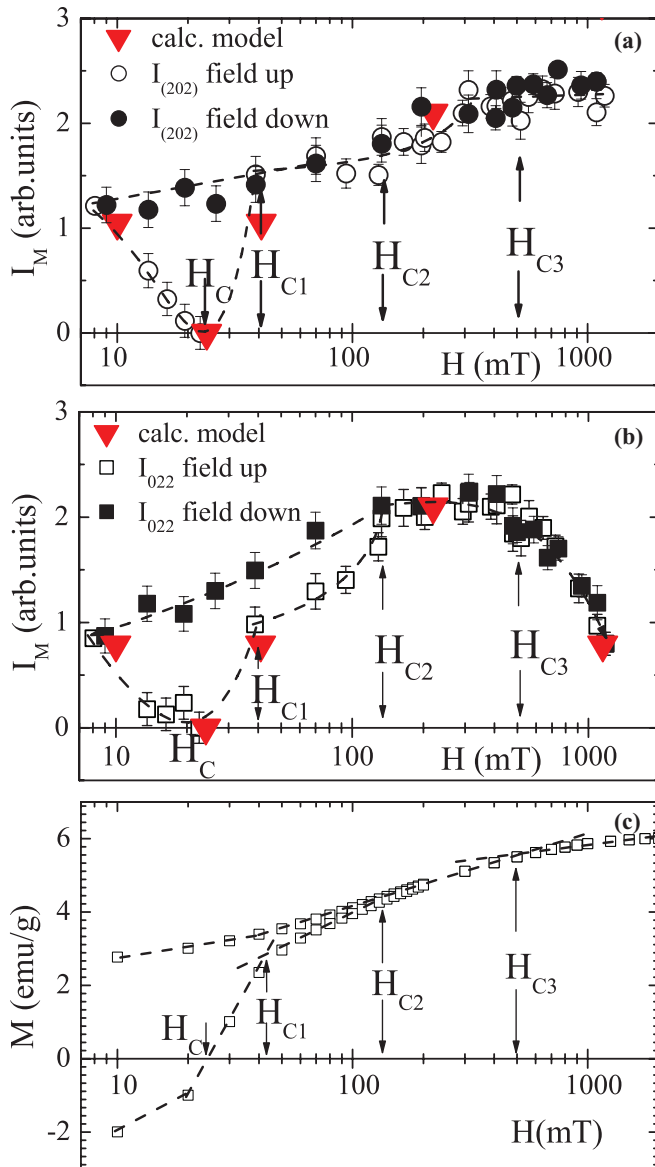 3
(a)
calc. model
I(202) field up
I(202) field down
2
1
0
IM (arb.units)
HC
HC1
HC2
HC3
10
100
1000
H (mT)
3
(b)
calc. model
I022 field up
I022 field down
2
1
0
IM (arb.units)
HC
HC1
HC2
HC3
10
100
1000
H (mT)
(c)
6
4
2
0
-2
M (emu/g)
HC
HC1
HC2
HC3
10
100
1000
H(mT)